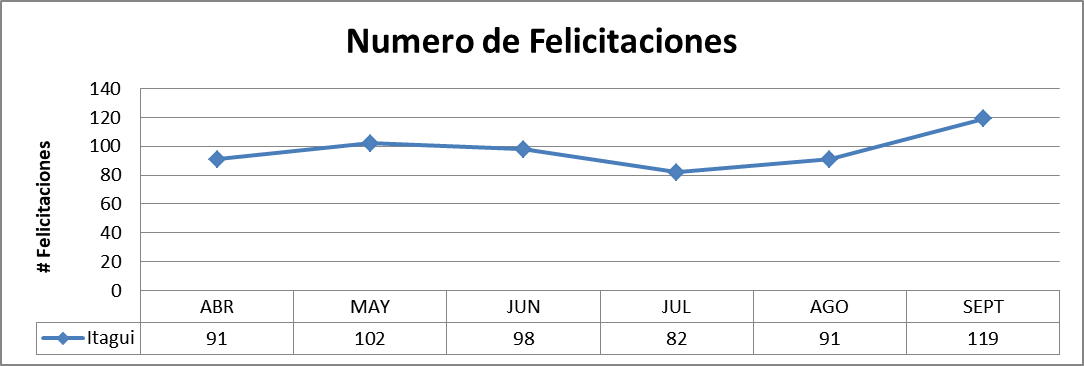 Numero de Felicitaciones
# Felicitaciones
140
120
100
80
60
40
20
0
ABR MAY JUN JUL AGO SEPT
Itagui 91 102 98 82 91 119